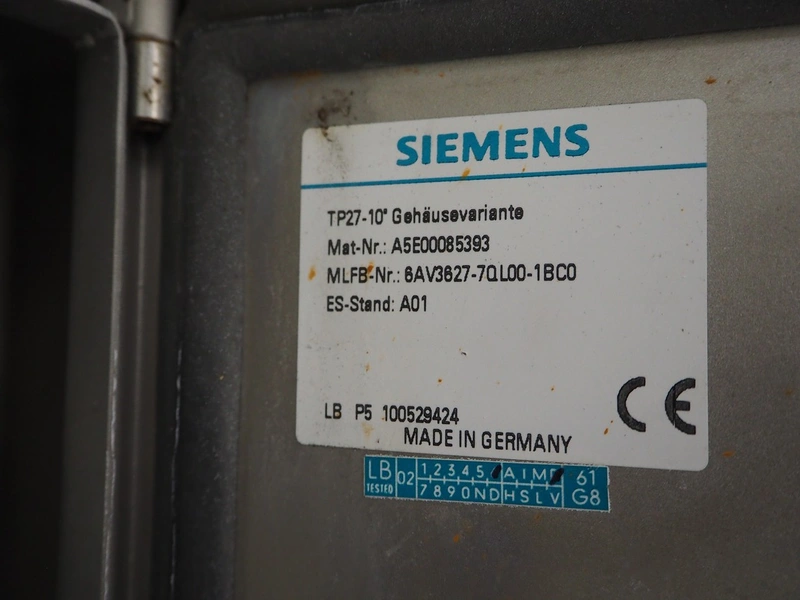 SIEMENS
TP27-10" Gehäusevariante
Mat-Nr.: A5E00085393
MLFB-Nr.: 6AV3627-7QL00-1BC0
ES-Stand: A01
LB P5 100529424
MADE IN GERMANY
CE
LB TESTED 02 1 2 3 4 5 A I M 61
7 8 9 0 N D H S L V G8